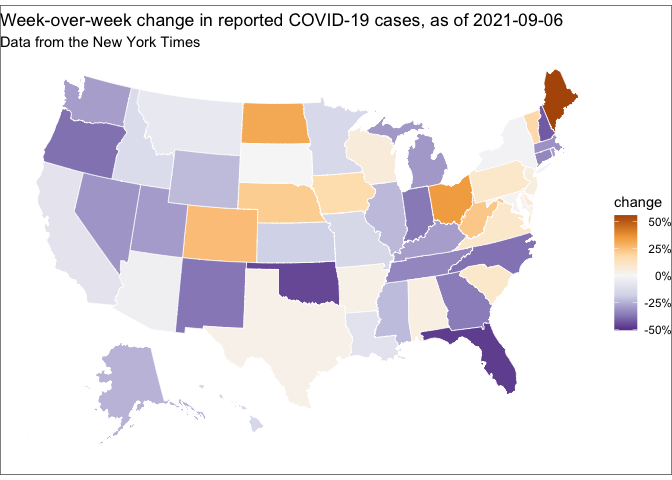 Week-over-week change in reported COVID-19 cases, as of 2021-09-06
Data from the New York Times
change
50%
25%
0%
-25%
-50%